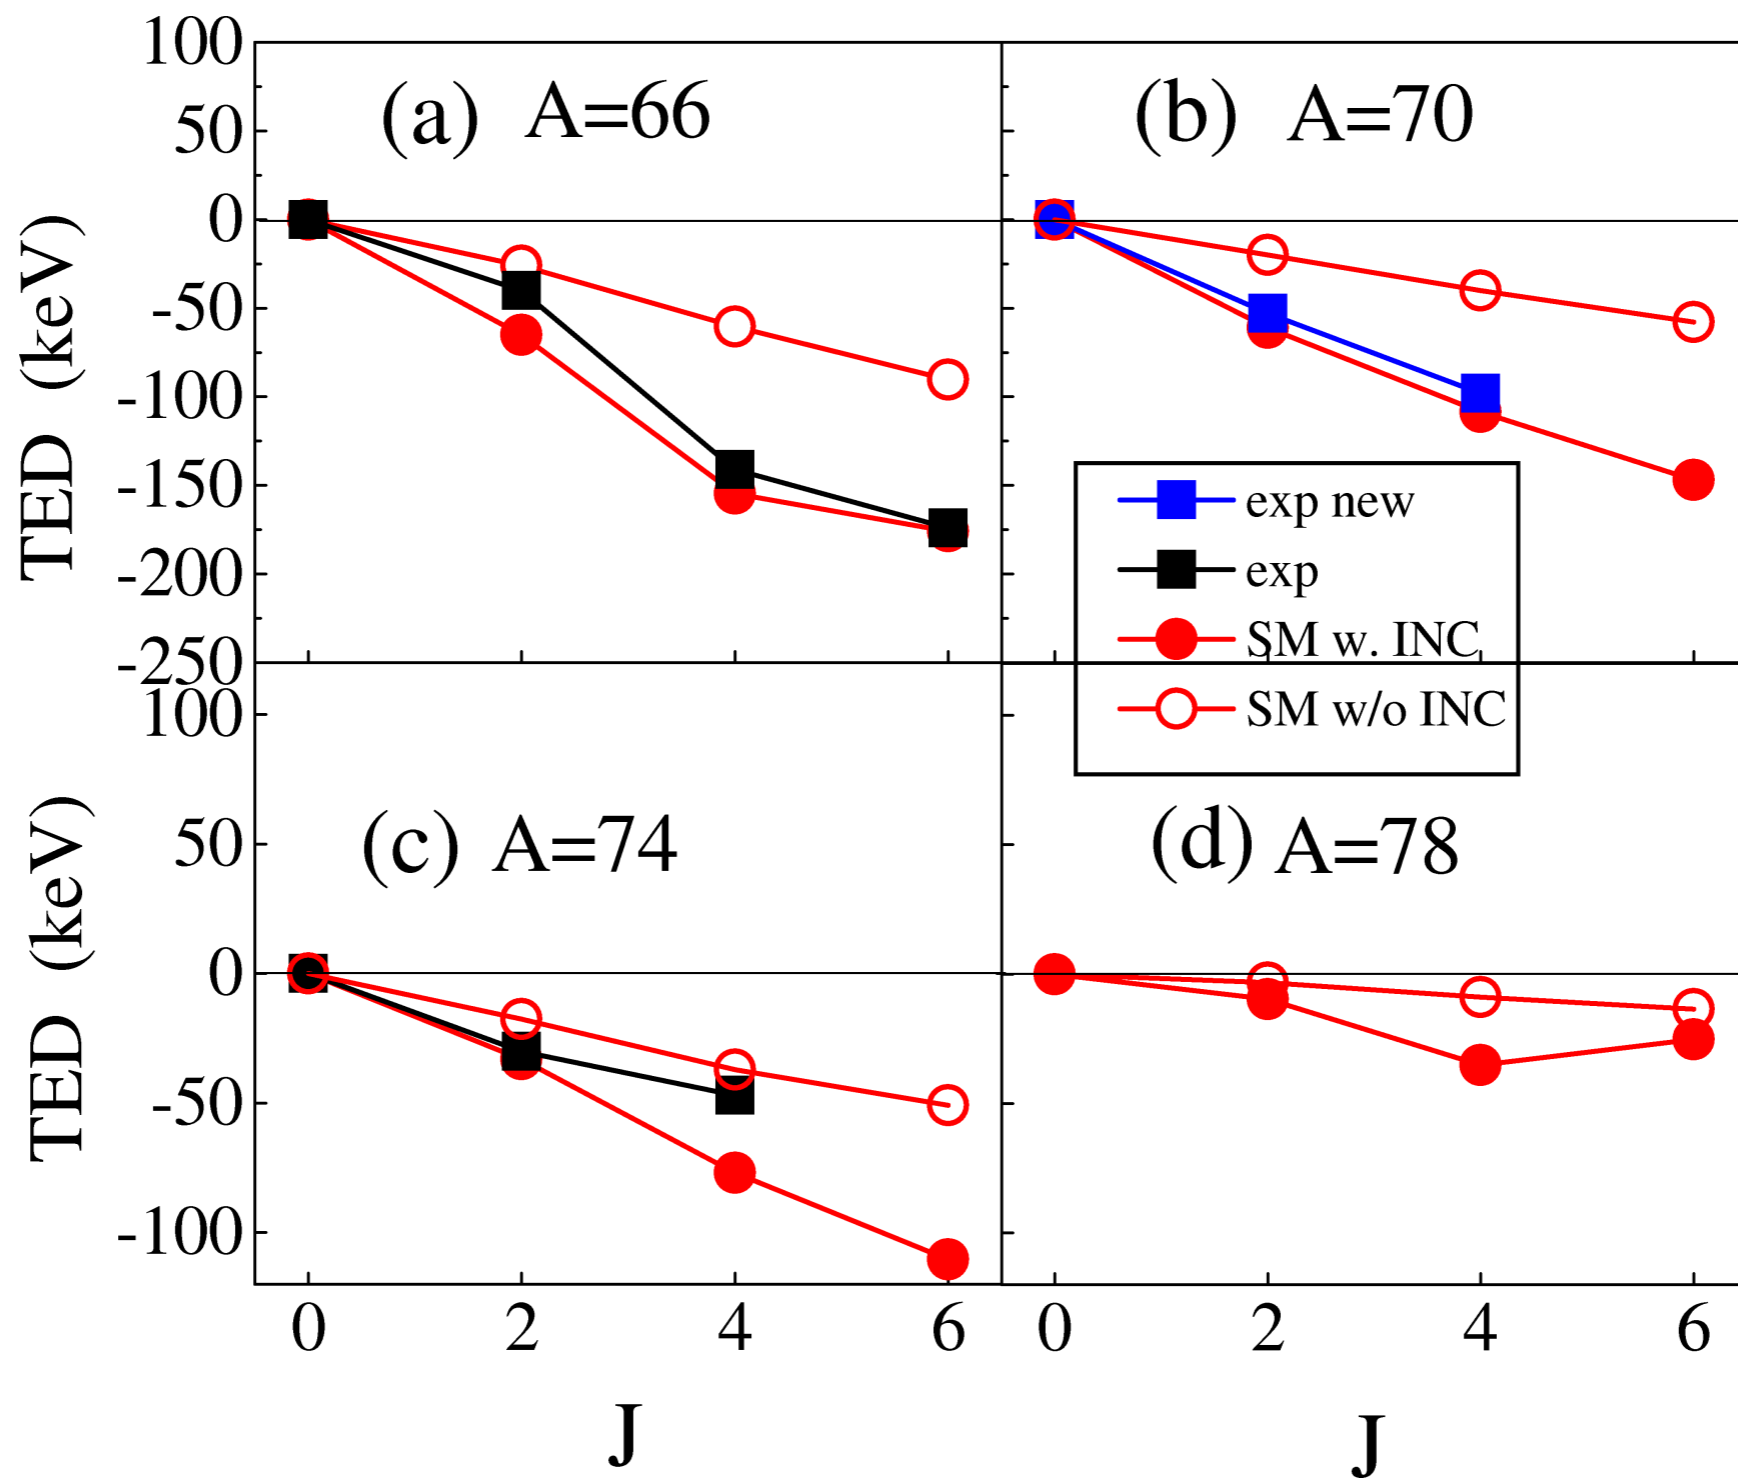 100
50
0
-50
-100
-150
-200
-250
TED (keV)
(a) A=66
(b) A=70
exp new
exp
SM w. INC
SM w/o INC
100
50
0
-50
-100
TED (keV)
(c) A=74
(d) A=78
0 2 4 6
0 2 4 6
J
J